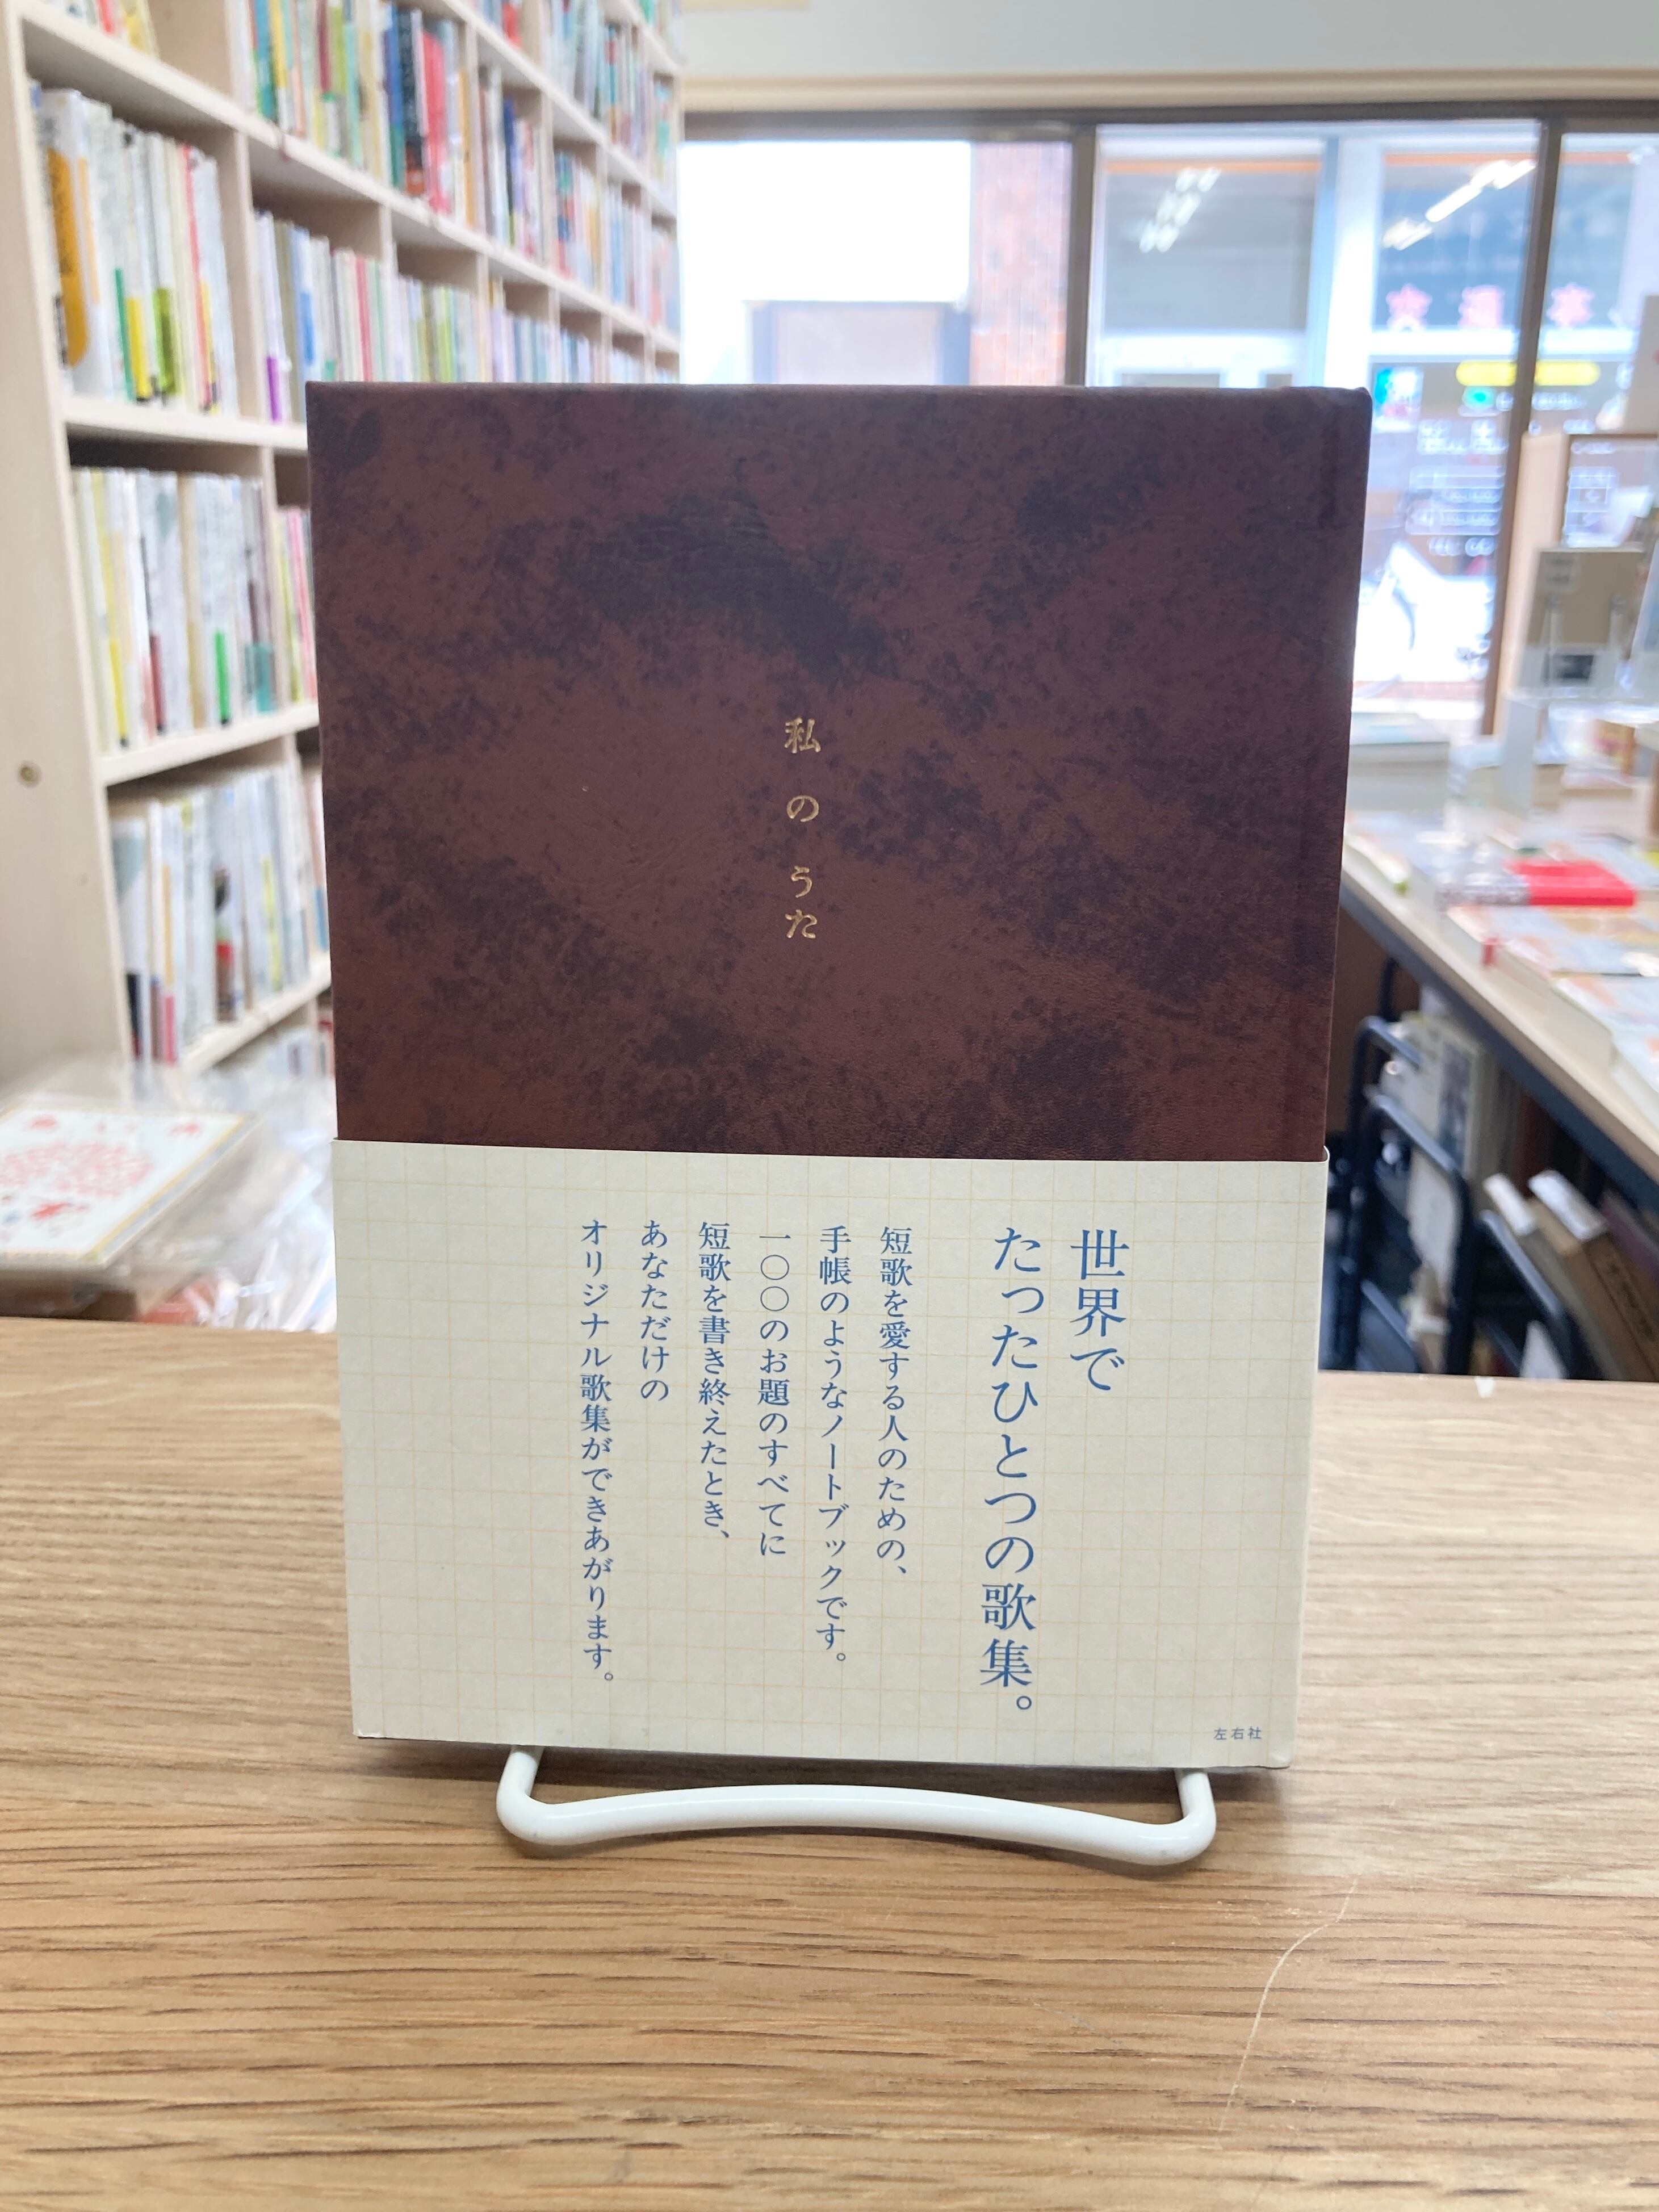 私のうた
世界で
たったひとつの歌集。
短歌を愛する人のための、
手帳のようなノートブックです。
一〇〇のお題のすべてに
短歌を書き終えたとき、
あなただけの
オリジナル歌集ができあがります。
左右社